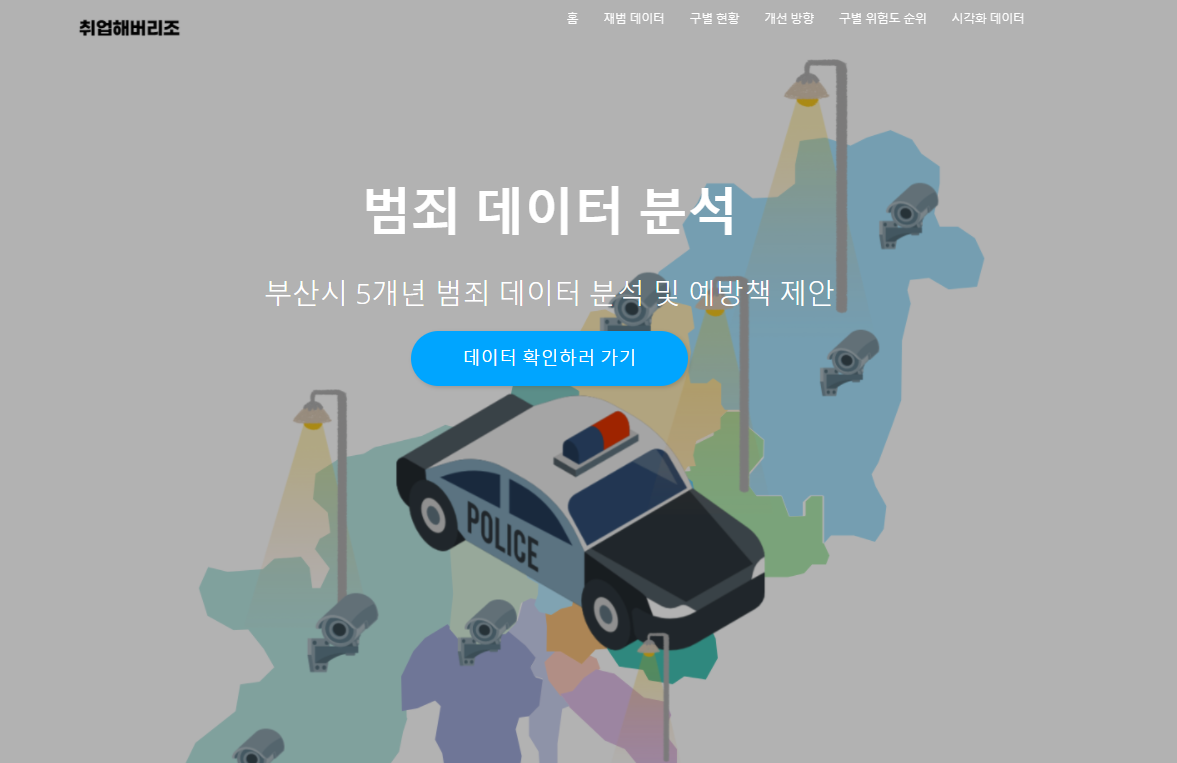 취업해버리조
홈 재범 데이터 구별 현황 개선 방향 구별 위험도 순위 시각화 데이터
범죄 데이터 분석
부산시 5개년 범죄 데이터 분석 및 예방책 제안
데이터 확인하러 가기
POLICE